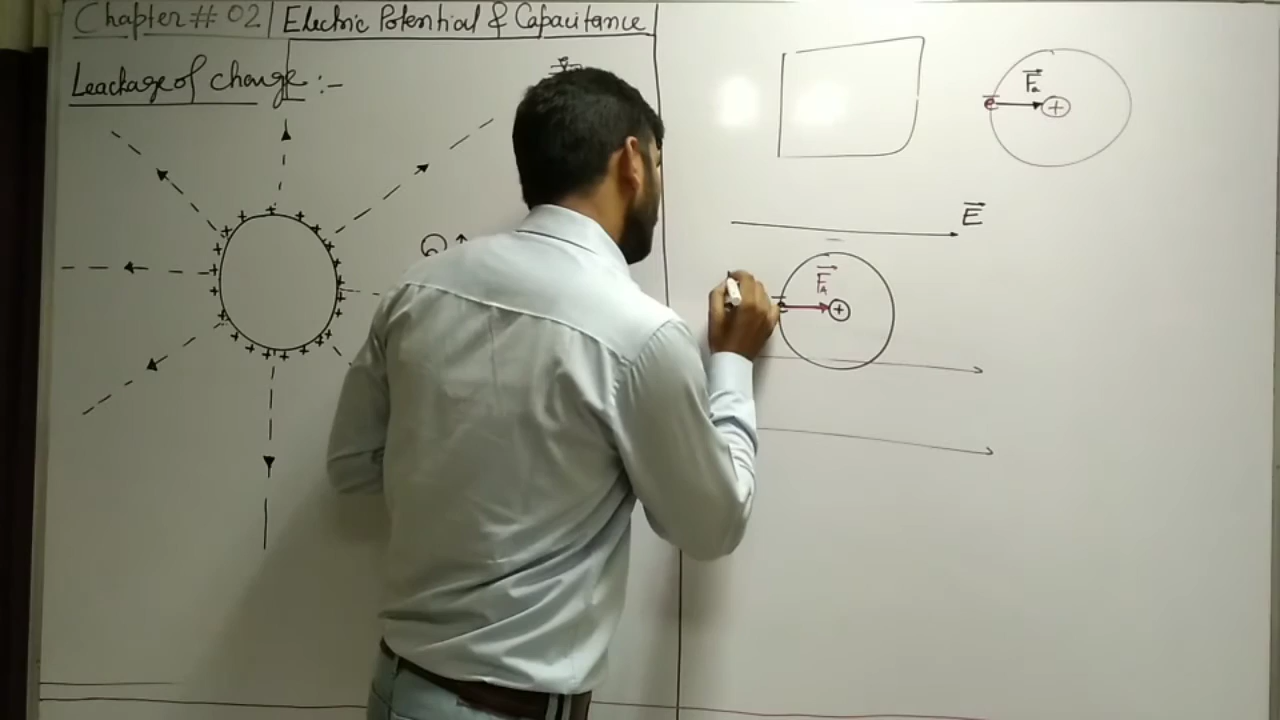 Chapter # 02 | Electric Potential & Capacitance
Leackage of charge :-
F_a
e
+
E
F_a
e
+
+ + + + + + + + + + + + + + + + + + + + + + + +